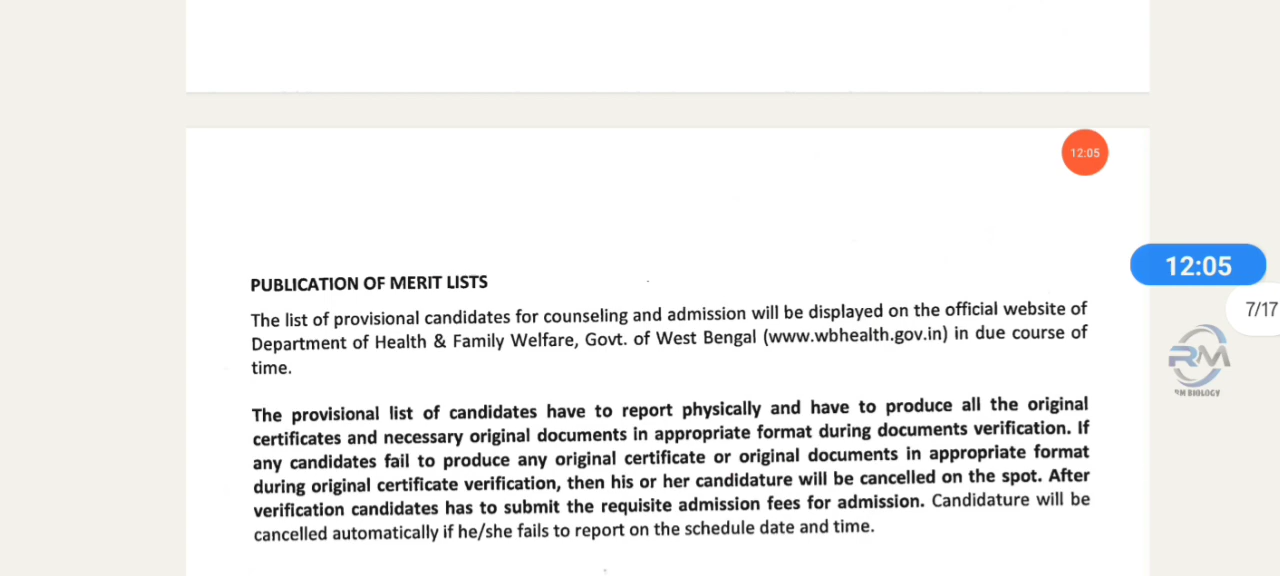 12:05
PUBLICATION OF MERIT LISTS
12:05
The list of provisional candidates for counseling and admission will be displayed on the official website of
7/17
Department of Health & Family Welfare, Govt. of West Bengal (www.wbhealth.gov.in) in due course of
time.
RM
RM BIOLOGY
The provisional list of candidates have to report physically and have to produce all the original
certificates and necessary original documents in appropriate format during documents verification. If
any candidates fail to produce any original certificate or original documents in appropriate format
during original certificate verification, then his or her candidature will be cancelled on the spot. After
verification candidates has to submit the requisite admission fees for admission. Candidature will be
cancelled automatically if he/she fails to report on the schedule date and time.